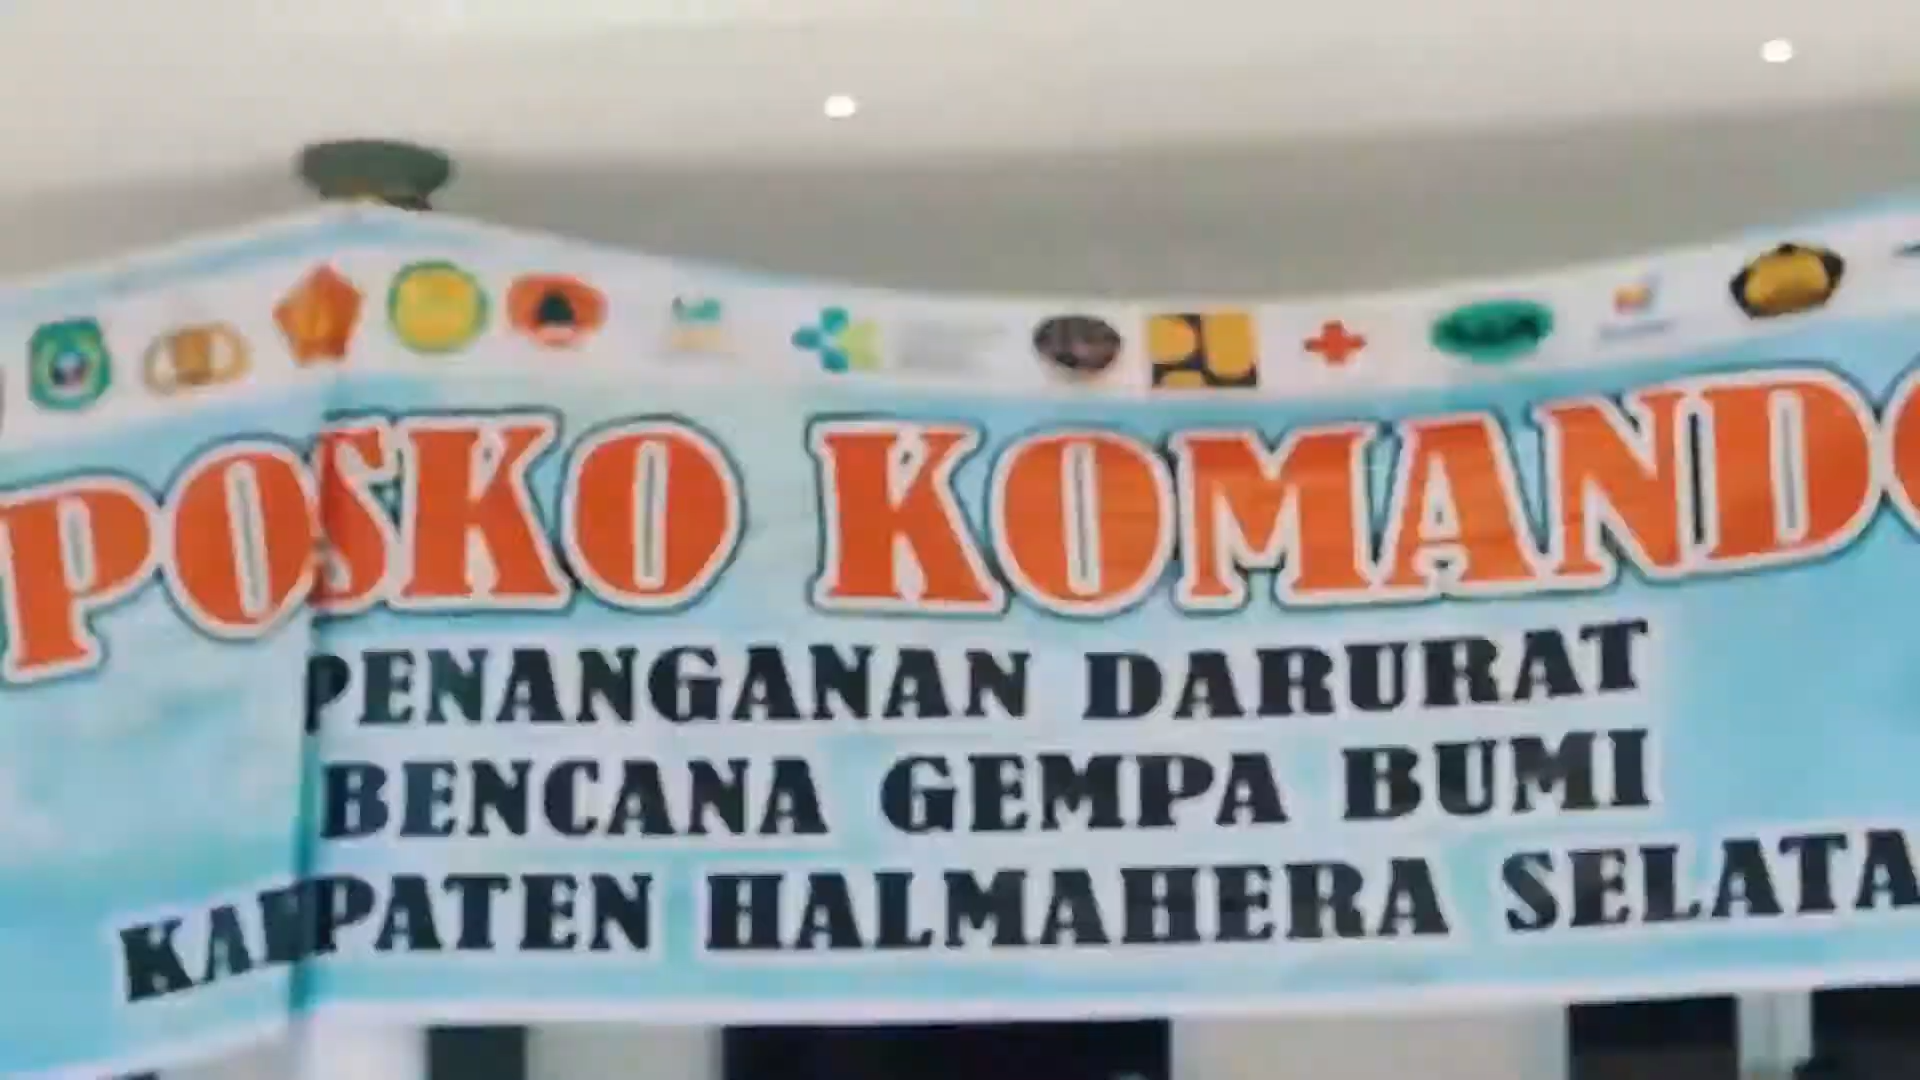 POSKO KOMANDO
PENANGANAN DARURAT
BENCANA GEMPA BUMI
PATEN HALMAHERA SELATA